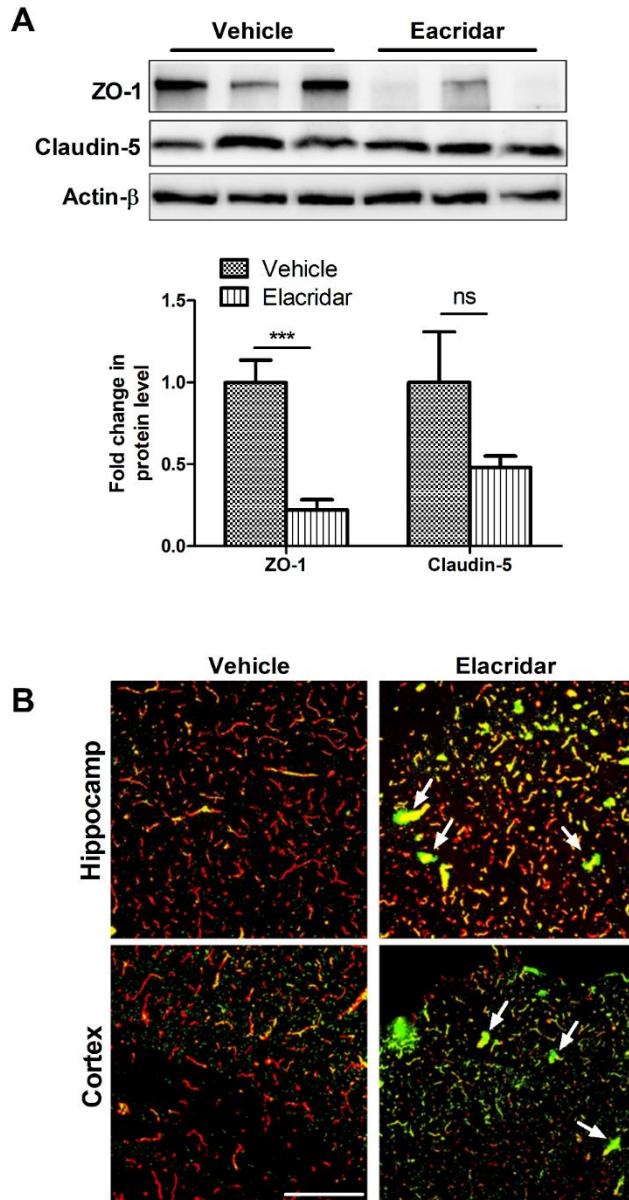 A
Vehicle Eacridar
ZO-1
Claudin-5
Actin-β
Vehicle
Elacridar
Fold change in
protein level
1.5
1.0
0.5
0.0
***
ns
ZO-1 Claudin-5
B
Vehicle Elacridar
Hippocamp
Cortex